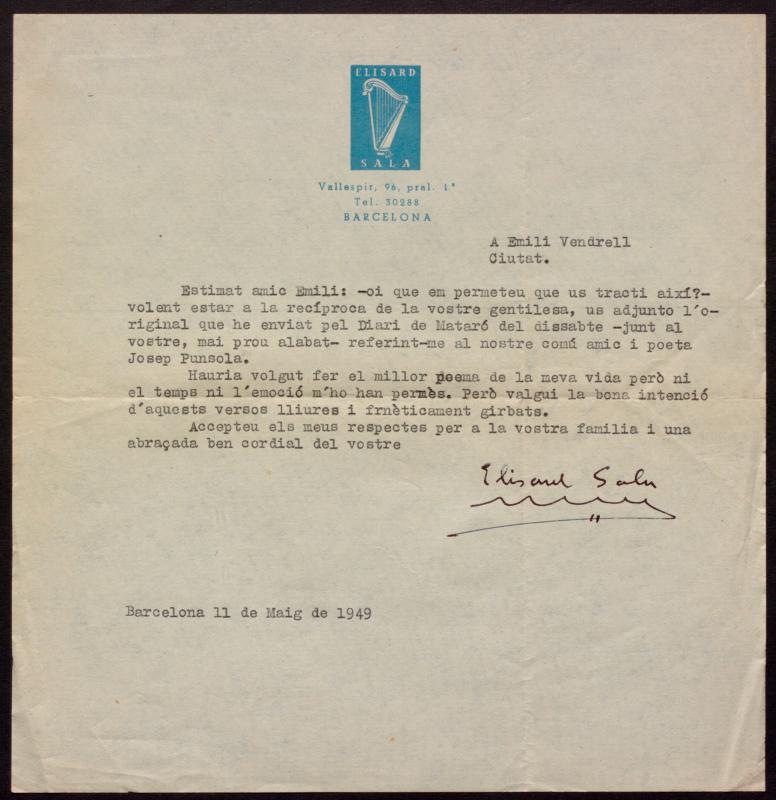 ELISARD
SALA
Vallespir, 96, pral. 1ª
Tel. 30288
BARCELONA
A Emili Vendrell
Ciutat.
Estimat amic Emili: -oi que em permeteu que us tracti així?-
volent estar a la recíproca de la vostre gentilesa, us adjunto l'o-
riginal que he enviat pel Diari de Mataró del dissabte -junt al
vostre, mai prou alabat- referint-me al nostre comú amic i poeta
Josep Punsola.
Hauria volgut fer el millor poema de la meva vida però ni
el temps ni l'emoció m'ho han permès. Però valgui la bona intenció
d'aquests versos lliures i frnèticament girbats.
Accepteu els meus respectes per a la vostra familia i una
abraçada ben cordial del vostre
Elisard Sala
Barcelona 11 de Maig de 1949